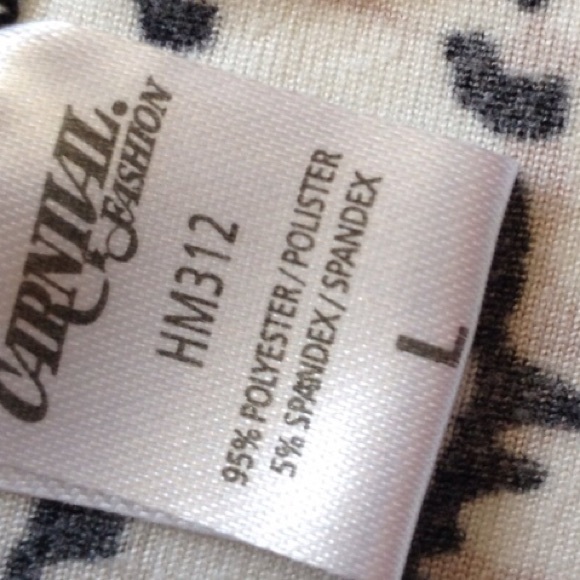 CARNIVAL.
FASHION
HM312
95% POLYESTER/POLISTER
5% SPANDEX/SPANDEX
L